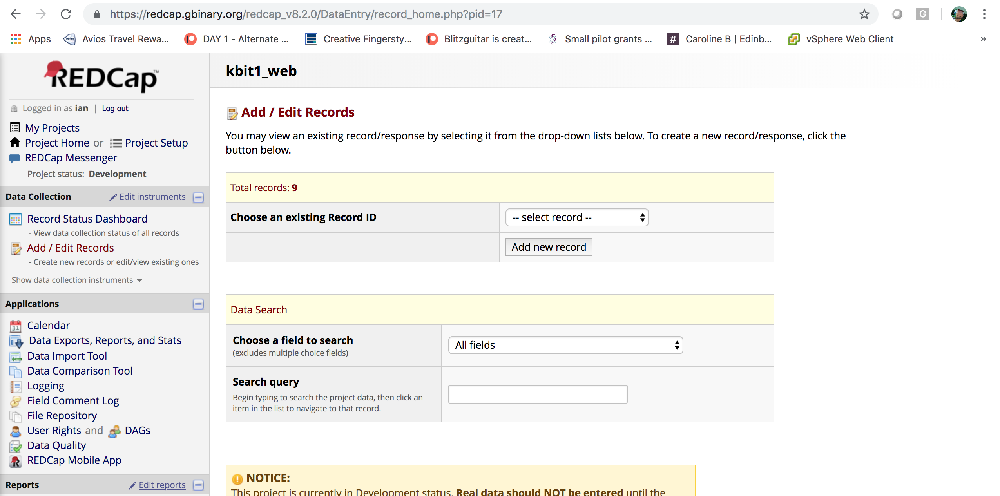 https://redcap.gbinary.org/redcap_v8.2.0/DataEntry/record_home.php?pid=17
G
Apps
Avios Travel Rewa...
DAY 1 - Alternate ...
Creative Fingersty...
Blitzguitar is creat...
Small pilot grants ...
# Caroline B | Edinb...
vSphere Web Client
»
REDCap™
Logged in as ian | Log out
My Projects
Project Home or Project Setup
REDCap Messenger
Project status: Development
Data Collection Edit instruments
Record Status Dashboard
- View data collection status of all records
Add / Edit Records
- Create new records or edit/view existing ones
Show data collection instruments
Applications
31 Calendar
Data Exports, Reports, and Stats
Data Import Tool
Data Comparison Tool
Logging
Field Comment Log
File Repository
User Rights and DAGs
Data Quality
REDCap Mobile App
Reports Edit reports
kbit1_web
Add / Edit Records
You may view an existing record/response by selecting it from the drop-down lists below. To create a new record/response, click the
button below.
Total records: 9
Choose an existing Record ID -- select record --
Add new record
Data Search
Choose a field to search
(excludes multiple choice fields)
All fields
Search query
Begin typing to search the project data, then click an
item in the list to navigate to that record.
NOTICE:
This project is currently in Development status. Real data should NOT be entered until the